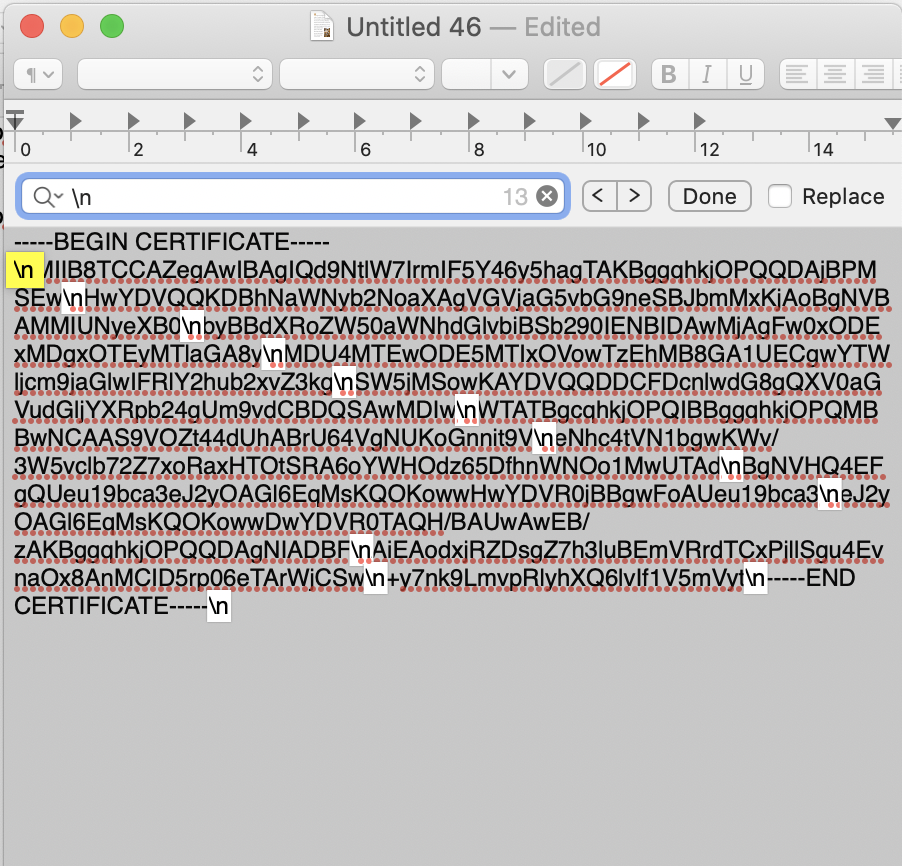 Untitled 46 — Edited
¶
B I U
0 2 4 6 8 10 12 14
\n 13 < > Done Replace
-----BEGIN CERTIFICATE-----
\nMIIB8TCCAZegAwIBAgIQd9NtlW7IrmIF5Y46y5hagTAKBggqhkjOPQQDAjBPM
SEw\nHwYDVQQKDBhNaWNyb2NoaXAgVGVjaG5vbG9neSBJbmMxKjAoBgNVB
AMMIUNyeXB0\nbyBBdXRoZW50aWNhdGlvbiBSb290IENBIDAwMjAgFw0xODE
xMDgxOTEyMTlaGA8y\nMDU4MTEwODE5MTIxOVowTzEhMB8GA1UECgwYTW
ljcm9jaGlwIFRlY2hub2xvZ3kg\nSW5jMSowKAYDVQQDDCFDcnlwdG8gQXV0aG
VudGljYXRpb24gUm9vdCBDQSAwMDIw\nWTATBgcqhkjOPQIBBggqhkjOPQMB
BwNCAAS9VOZt44dUhABrU64VgNUKoGnnit9V\neNhc4tVN1bgwKWv/
3W5vclb72Z7xoRaxHTOtSRA6oYWHOdz65DfhnWNOo1MwUTAd\nBgNVHQ4EF
gQUeu19bca3eJ2yOAGl6EqMsKQOKowwHwYDVR0jBBgwFoAUeu19bca3\neJ2y
OAGl6EqMsKQOKowwDwYDVR0TAQH/BAUwAwEB/
zAKBggqhkjOPQQDAgNIADBF\nAiEAodxjRZDsgZ7h3luBEmVRrdTCxPjllSgu4Ev
naOx8AnMCID5rp06eTArWjCSw\n+y7nk9LmvpRlyhXQ6lvIf1V5mVyt\n-----END
CERTIFICATE-----\n